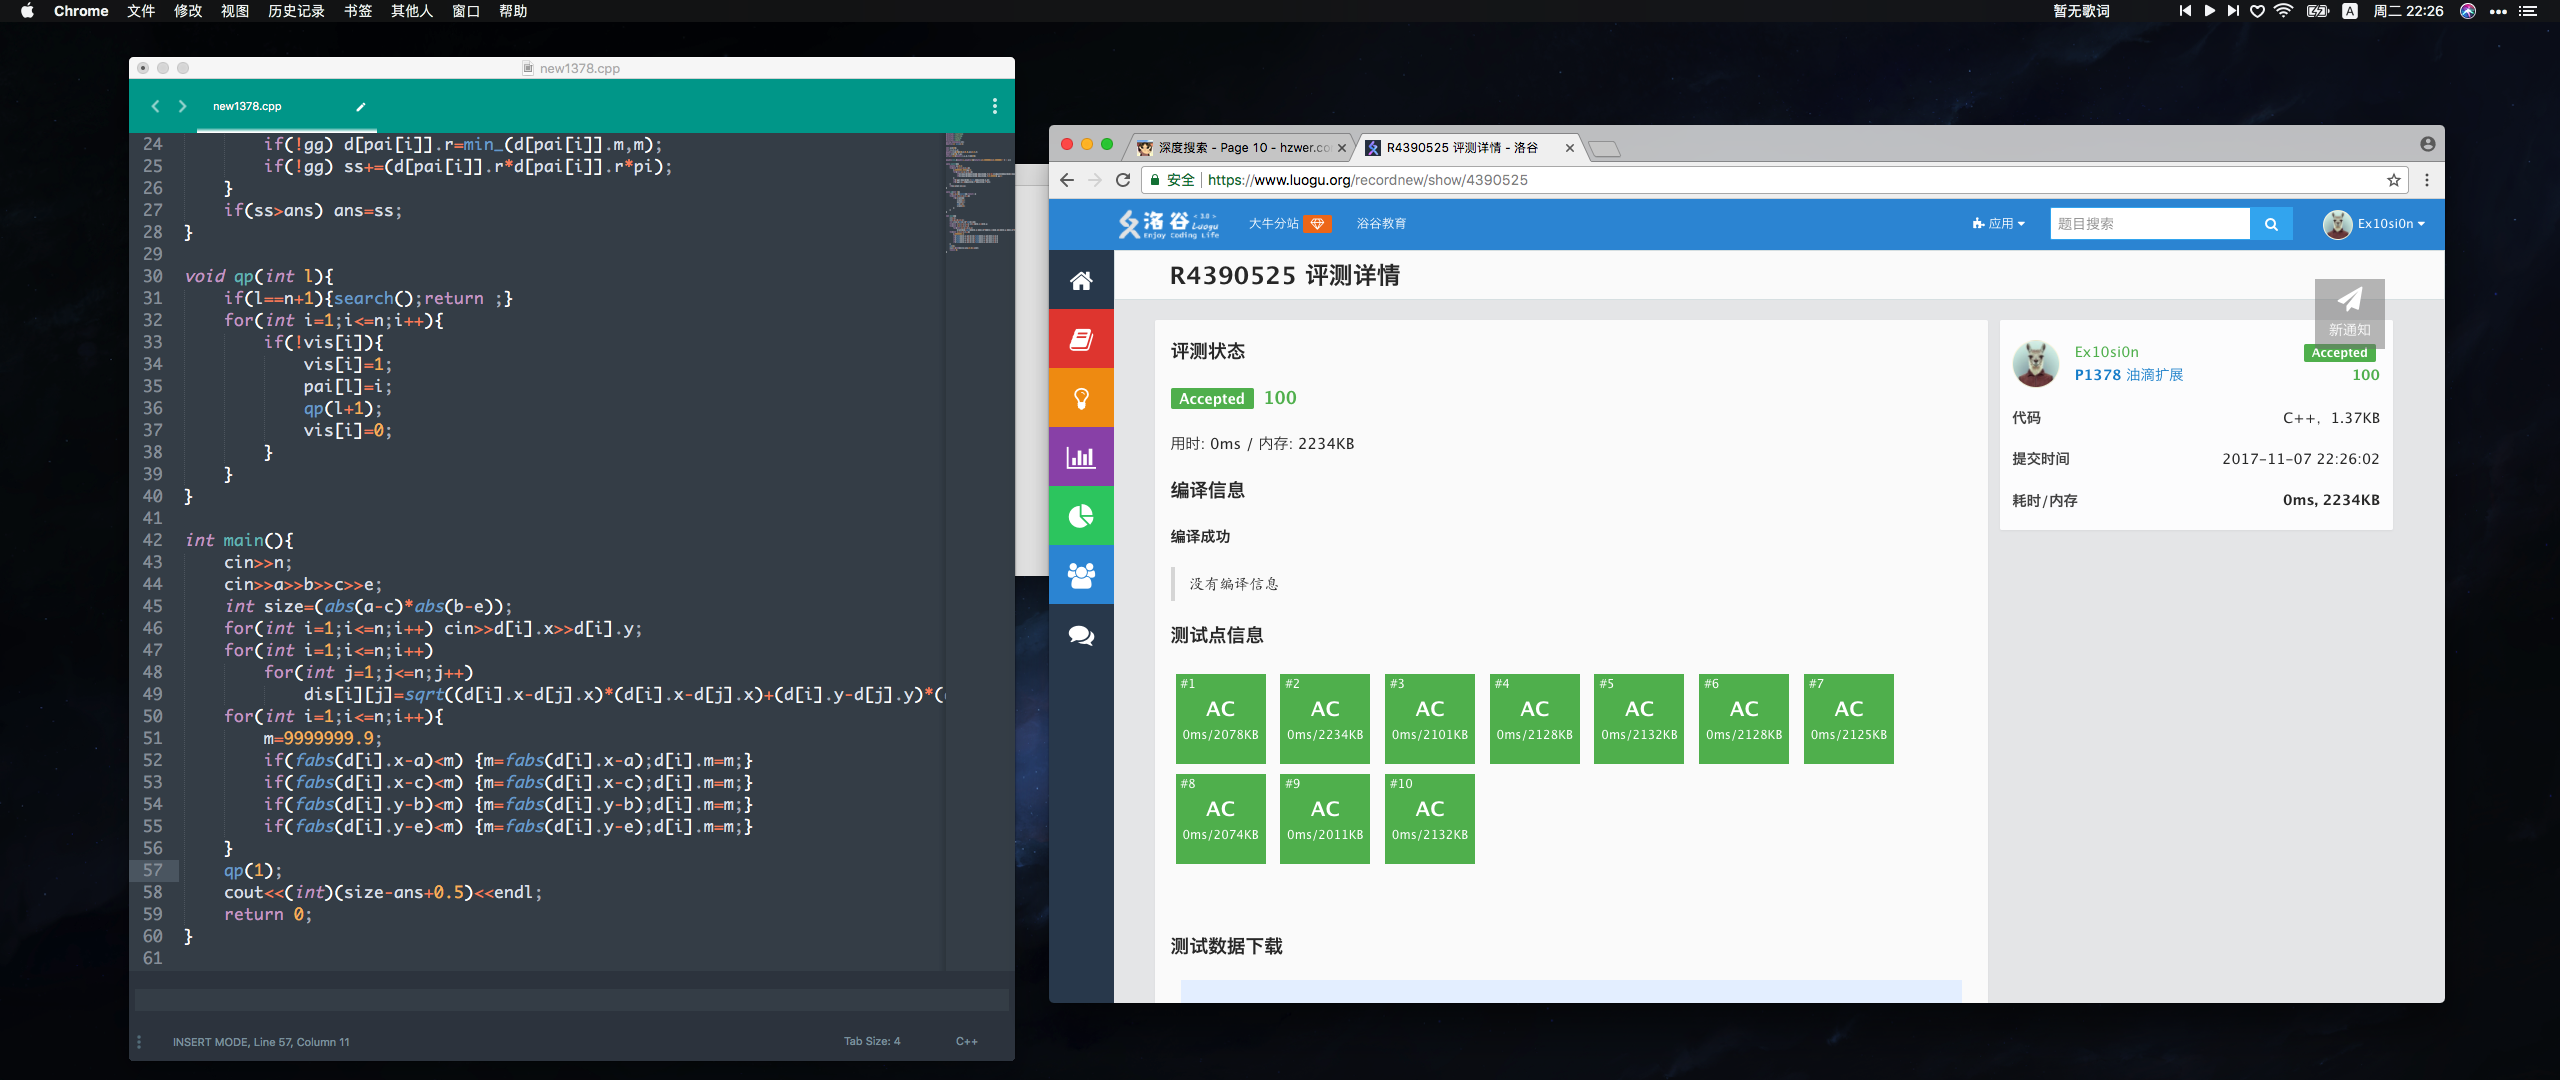 Chrome 文件 修改 视图 历史记录 书签 其他人 窗口 帮助
暂无歌词 A 周二 22:26
new1378.cpp
new1378.cpp
24 if(!gg) d[pai[i]].r=min_(d[pai[i]].m,m);
25 if(!gg) ss+=(d[pai[i]].r*d[pai[i]].r*pi);
26 }
27 if(ss>ans) ans=ss;
28 }
29
30 void qp(int l){
31 if(l==n+1){search();return ;}
32 for(int i=1;i<=n;i++){
33 if(!vis[i]){
34 vis[i]=1;
35 pai[l]=i;
36 qp(l+1);
37 vis[i]=0;
38 }
39 }
40 }
41
42 int main(){
43 cin>>n;
44 cin>>a>>b>>c>>e;
45 int size=(abs(a-c)*abs(b-e));
46 for(int i=1;i<=n;i++) cin>>d[i].x>>d[i].y;
47 for(int i=1;i<=n;i++)
48 for(int j=1;j<=n;j++)
49 dis[i][j]=sqrt((d[i].x-d[j].x)*(d[i].x-d[j].x)+(d[i].y-d[j].y)*(
50 for(int i=1;i<=n;i++){
51 m=9999999.9;
52 if(fabs(d[i].x-a)<m) {m=fabs(d[i].x-a);d[i].m=m;}
53 if(fabs(d[i].x-c)<m) {m=fabs(d[i].x-c);d[i].m=m;}
54 if(fabs(d[i].y-b)<m) {m=fabs(d[i].y-b);d[i].m=m;}
55 if(fabs(d[i].y-e)<m) {m=fabs(d[i].y-e);d[i].m=m;}
56 }
57 qp(1);
58 cout<<(int)(size-ans+0.5)<<endl;
59 return 0;
60 }
61
INSERT MODE, Line 57, Column 11 Tab Size: 4 C++
深度搜索 - Page 10 - hzwer.co R4390525 评测详情 - 洛谷
安全 https://www.luogu.org/recordnew/show/4390525
洛谷 <3.0> Luogu Enjoy Coding Life 大牛分站 洛谷教育 应用 题目搜索 Ex10si0n
R4390525 评测详情
新通知
评测状态
Accepted 100
用时: 0ms / 内存: 2234KB
编译信息
编译成功
没有编译信息
测试点信息
#1 AC 0ms/2078KB
#2 AC 0ms/2234KB
#3 AC 0ms/2101KB
#4 AC 0ms/2128KB
#5 AC 0ms/2132KB
#6 AC 0ms/2128KB
#7 AC 0ms/2125KB
#8 AC 0ms/2074KB
#9 AC 0ms/2011KB
#10 AC 0ms/2132KB
测试数据下载
Ex10si0n Accepted
P1378 油滴扩展 100
代码 C++, 1.37KB
提交时间 2017-11-07 22:26:02
耗时/内存 0ms, 2234KB